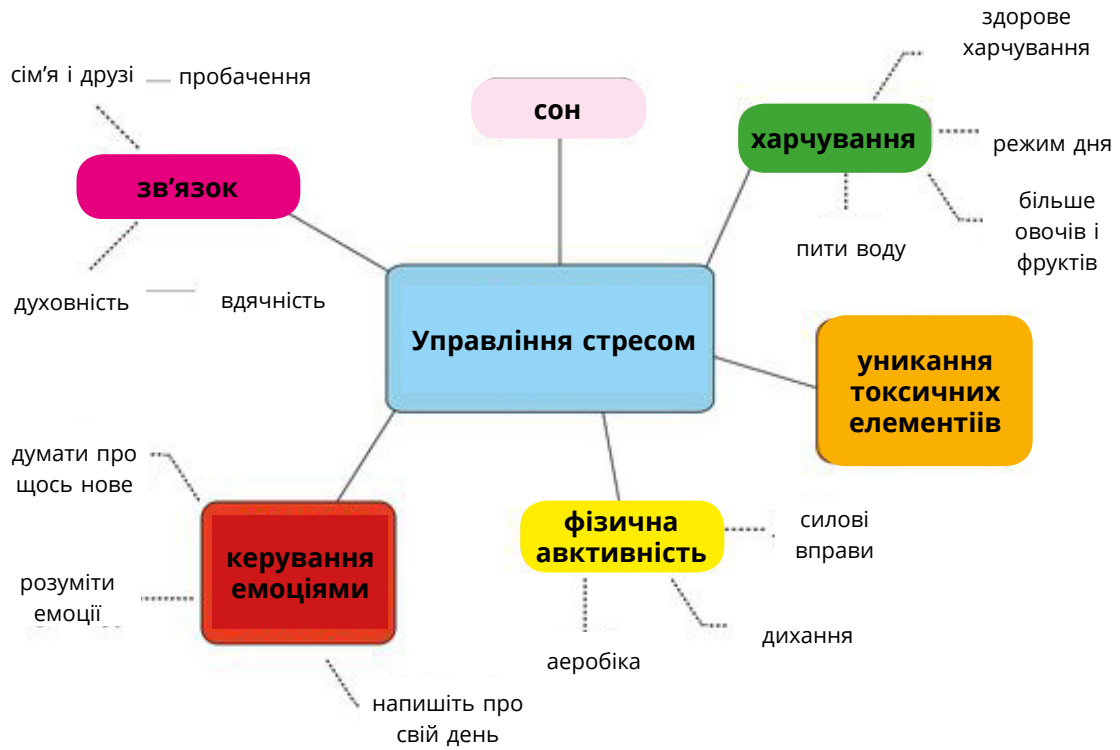 здорове
харчування
сім’я і друзі
пробачення
сон
харчування
режим дня
зв’язок
більше
овочів і
фруктів
пити воду
духовність
вдячність
Управління стресом
уникання
токсичних
елементіів
думати про
щось нове
фізична
авктивність
силові
вправи
керування
емоціями
розуміти
емоції
дихання
аеробіка
напишіть про
свій день